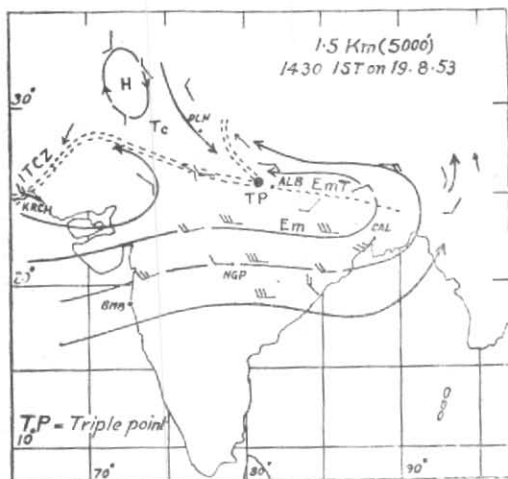 1.5 Km (5000')
1430 IST on 19.8.53
30°
H
Tc
DLH
ITCZ
KRCH
TP
ALB
EmT
Em
CAL
20°
NGP
BMB
T.P = Triple point
10°
70°
80°
90°